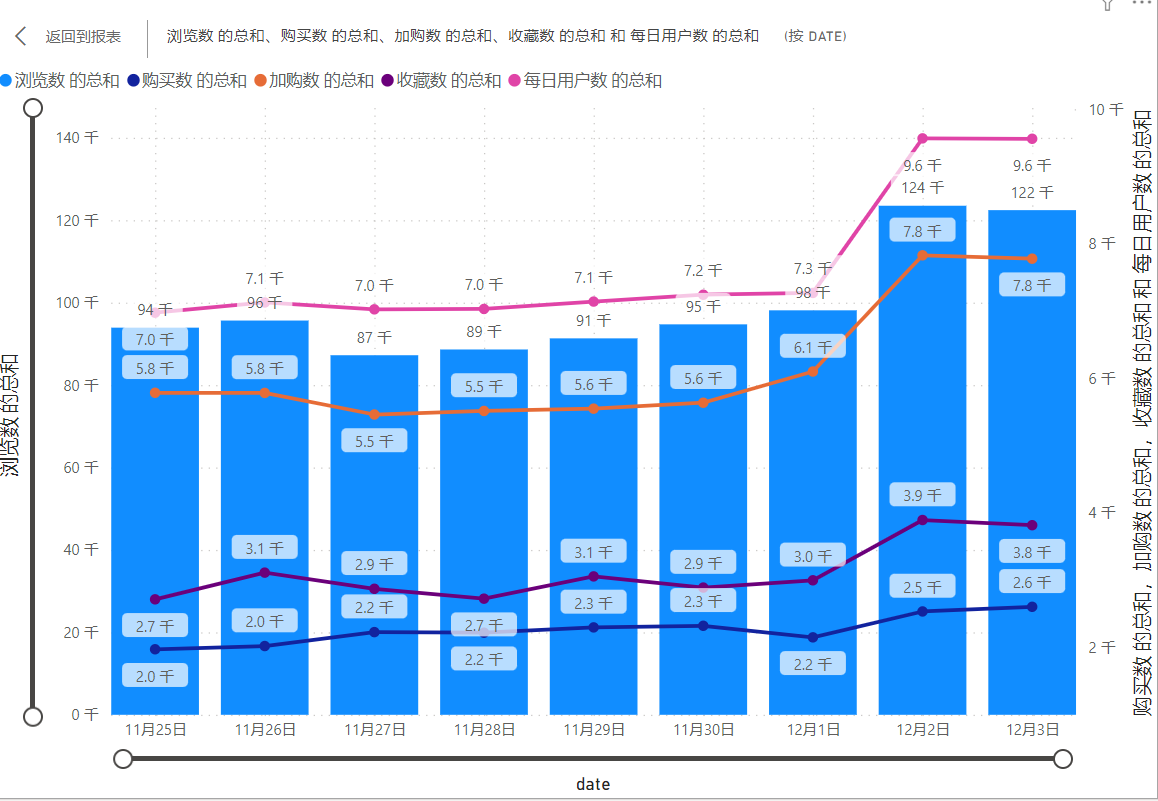 返回到报表 浏览数 的总和、购买数 的总和、加购数 的总和、收藏数 的总和 和 每日用户数 的总和 (按 DATE)
浏览数 的总和 购买数 的总和 加购数 的总和 收藏数 的总和 每日用户数 的总和
浏览数 的总和
140 千
120 千
100 千
80 千
60 千
40 千
20 千
0 千
94 千 7.1 千 96 千 7.0 千 87 千 7.0 千 89 千 7.1 千 91 千 7.2 千 95 千 7.3 千 98 千 9.6 千 124 千 9.6 千 122 千
7.0 千 5.8 千 5.8 千 5.5 千 5.5 千 5.6 千 5.6 千 6.1 千 7.8 千 7.8 千
2.7 千 3.1 千 2.9 千 2.7 千 3.1 千 2.9 千 3.0 千 3.9 千 3.8 千
2.0 千 2.0 千 2.2 千 2.2 千 2.3 千 2.3 千 2.2 千 2.5 千 2.6 千
10 千
8 千
6 千
4 千
2 千
购买数 的总和, 加购数 的总和, 收藏数 的总和 和 每日用户数 的总和
11月25日 11月26日 11月27日 11月28日 11月29日 11月30日 12月1日 12月2日 12月3日
date